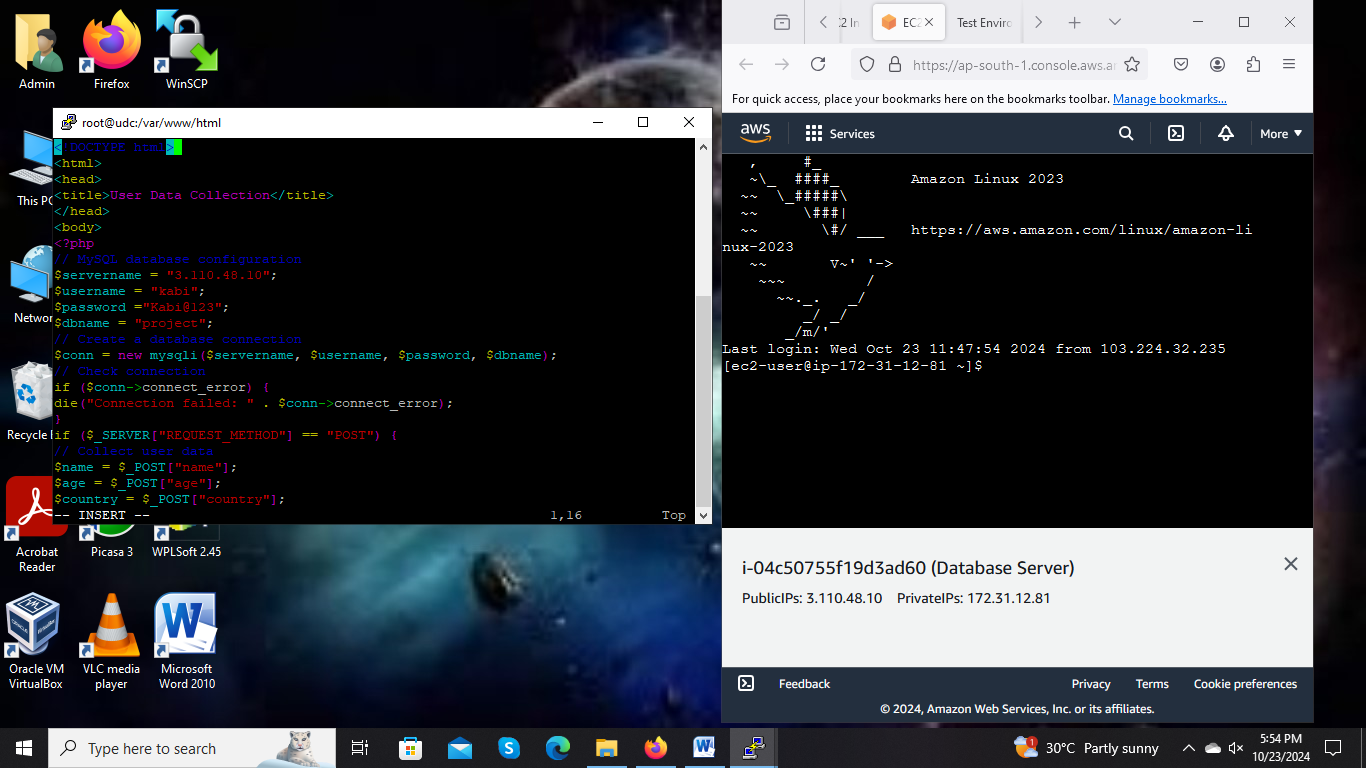 Admin
Firefox
WinSCP
This PC
Networ
Recycle
Acrobat
Reader
Picasa 3
WPLSoft 2.45
Oracle VM
VirtualBox
VLC media
player
Microsoft
Word 2010
root@udc:/var/www/html
<!DOCTYPE html>
<html>
<head>
<title>User Data Collection</title>
</head>
<body>
<?php
// MySQL database configuration
$servername = "3.110.48.10";
$username = "kabi";
$password ="Kabi@123";
$dbname = "project";
// Create a database connection
$conn = new mysqli($servername, $username, $password, $dbname);
// Check connection
if ($conn->connect_error) {
die("Connection failed: " . $conn->connect_error);
}
if ($_SERVER["REQUEST_METHOD"] == "POST") {
// Collect user data
$name = $_POST["name"];
$age = $_POST["age"];
$country = $_POST["country"];
-- INSERT -- 1,16 Top
2 In EC2 Test Enviro
https://ap-south-1.console.aws.am
For quick access, place your bookmarks here on the bookmarks toolbar. Manage bookmarks...
aws Services More
   ,     #_
   ~\_  ####_        Amazon Linux 2023
  ~~  \_#####\
  ~~     \###|
  ~~       \#/ ___   https://aws.amazon.com/linux/amazon-li
nux-2023
   ~~       V~' '->
    ~~~         /
      ~~._.   _/
         _/ _/
       _/m/'
Last login: Wed Oct 23 11:47:54 2024 from 103.224.32.235
[ec2-user@ip-172-31-12-81 ~]$
i-04c50755f19d3ad60 (Database Server)
PublicIPs: 3.110.48.10 PrivateIPs: 172.31.12.81
Feedback Privacy Terms Cookie preferences
© 2024, Amazon Web Services, Inc. or its affiliates.
Type here to search
1
30°C Partly sunny
5:54 PM
10/23/2024